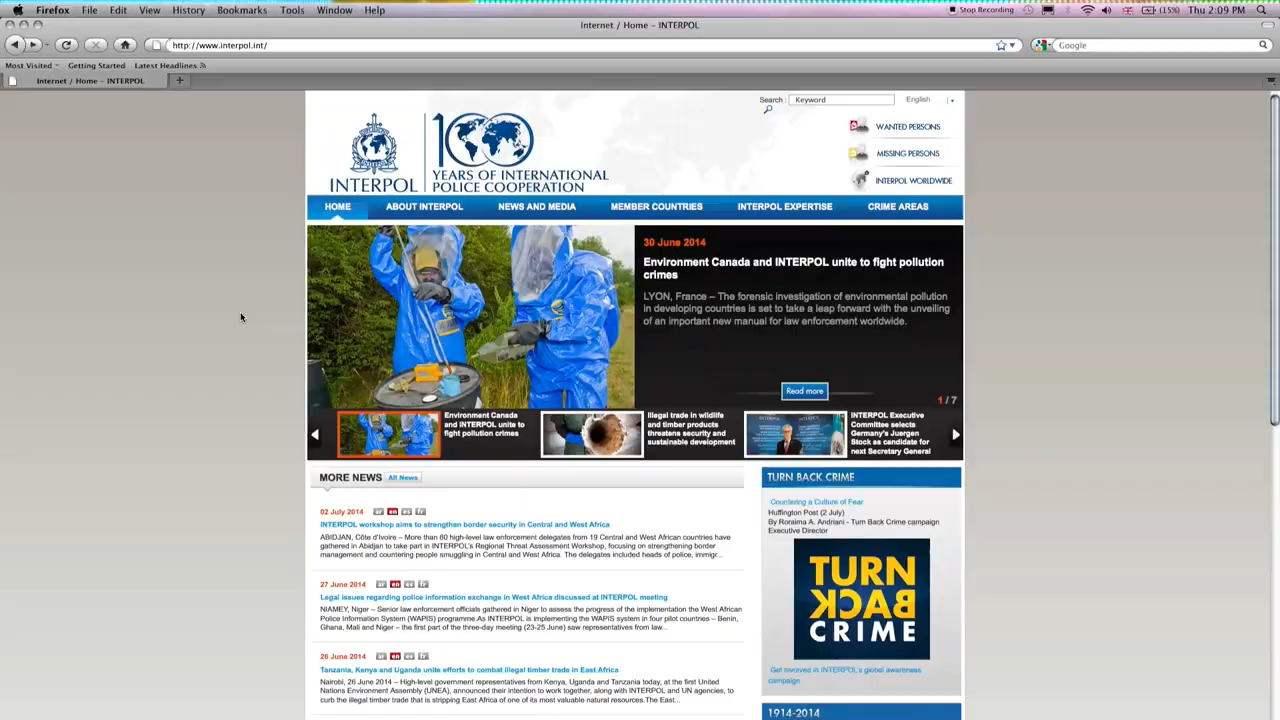 Firefox File Edit View History Bookmarks Tools Window Help
Stop Recording (15%) Thu 2:09 PM
Internet / Home – INTERPOL
http://www.interpol.int/
Google
Most Visited Getting Started Latest Headlines
Internet / Home – INTERPOL
Search : Keyword English
100
YEARS OF INTERNATIONAL
POLICE COOPERATION
INTERPOL
WANTED PERSONS
MISSING PERSONS
INTERPOL WORLDWIDE
HOME ABOUT INTERPOL NEWS AND MEDIA MEMBER COUNTRIES INTERPOL EXPERTISE CRIME AREAS
30 June 2014
Environment Canada and INTERPOL unite to fight pollution
crimes
LYON, France – The forensic investigation of environmental pollution
in developing countries is set to take a leap forward with the unveiling
of an important new manual for law enforcement worldwide.
Read more
1 / 7
Environment
Canada and
INTERPOL unite to
fight pollution crimes
Illegal trade in wildlife
and timber products
threatens security and
sustainable development
INTERPOL Executive
Committee selects
Germany's Juergen
Stock as candidate for
next Secretary General
MORE NEWS All News
02 July 2014 ar en es fr
INTERPOL workshop aims to strengthen border security in Central and West Africa
ABIDJAN, Côte d'Ivoire – More than 80 high-level law enforcement delegates from 19 Central and West African countries have
gathered in Abidjan to take part in INTERPOL's Regional Threat Assessment Workshop, focusing on strengthening border
management and countering people smuggling in Central and West Africa. The delegates included heads of police, immigr...
27 June 2014 ar en es fr
Legal issues regarding police information exchange in West Africa discussed at INTERPOL meeting
NIAMEY, Niger – Senior law enforcement officials gathered in Niger to assess the progress of the implementation the West African
Police Information System (WAPIS) programme.As INTERPOL is implementing the WAPIS system in four pilot countries – Benin,
Ghana, Mali and Niger – the first part of the three-day meeting (23-25 June) saw representatives from law...
26 June 2014 ar en es fr
Tanzania, Kenya and Uganda unite efforts to combat illegal timber trade in East Africa
Nairobi, 26 June 2014 – High-level government representatives from Kenya, Uganda and Tanzania today, at the first United
Nations Environment Assembly (UNEA), announced their intention to work together, along with INTERPOL and UN agencies, to
curb the illegal timber trade that is stripping East Africa of one of its most valuable natural resources.The East...
TURN BACK CRIME
Countering a Culture of Fear
Huffington Post (2 July)
By Roraima A. Andriani - Turn Back Crime campaign
Executive Director
TURN
BACK
CRIME
Get involved in INTERPOL's global awareness
campaign
1914-2014